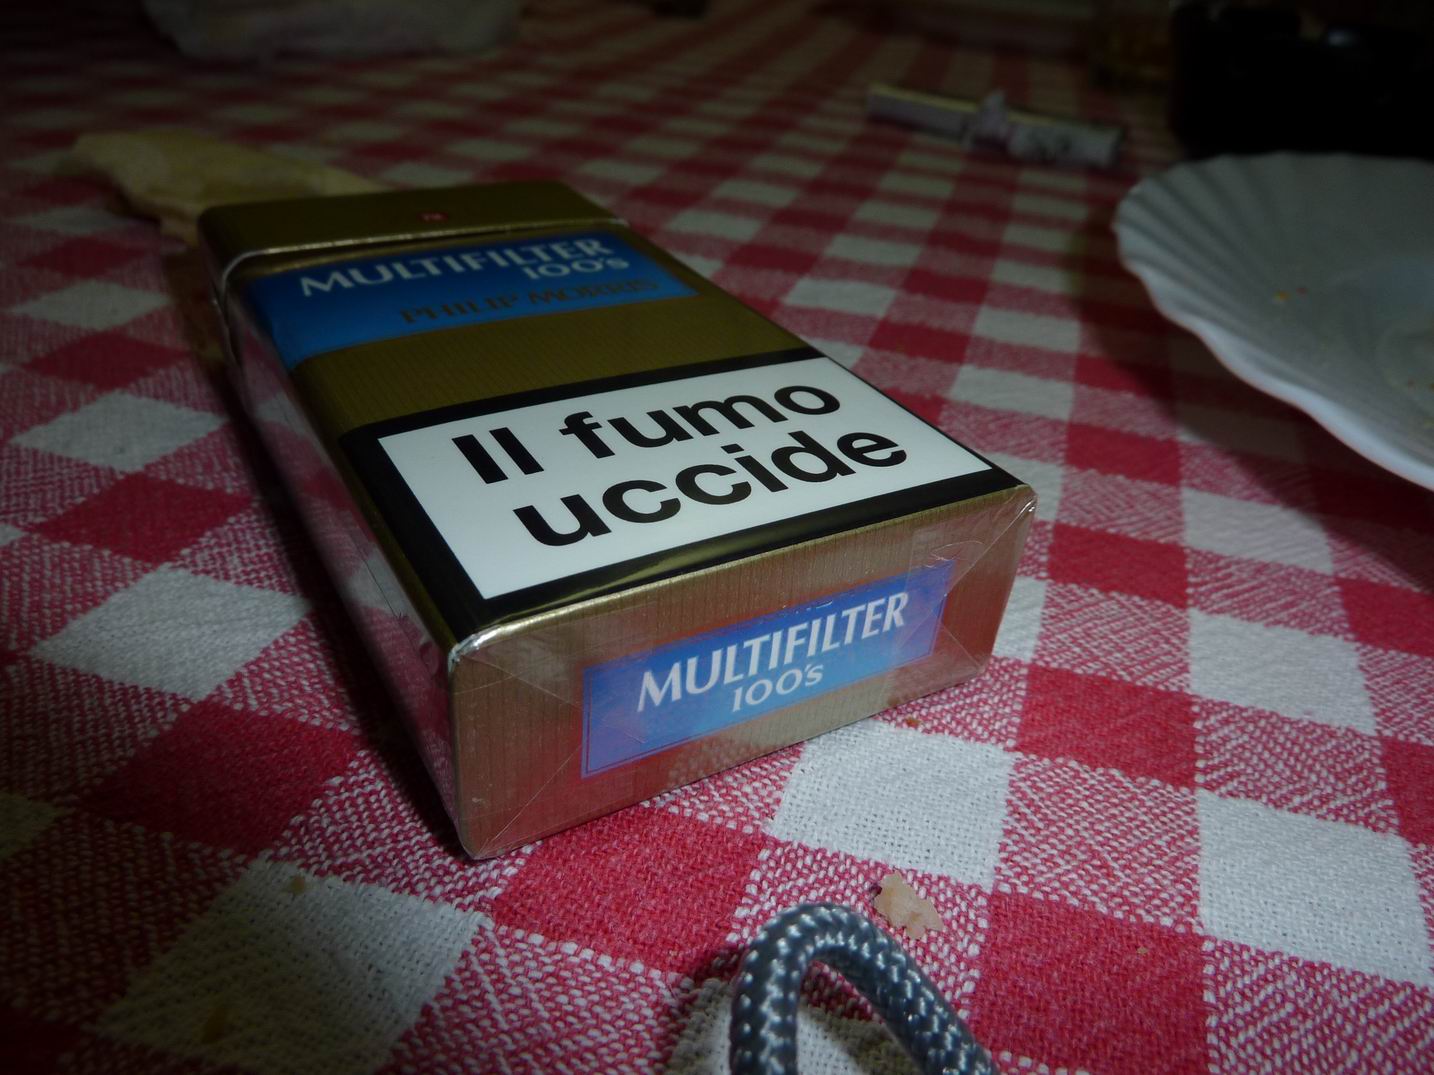 MULTIFILTER
100's
PHILIP MORRIS
Il fumo
uccide
MULTIFILTER
100's